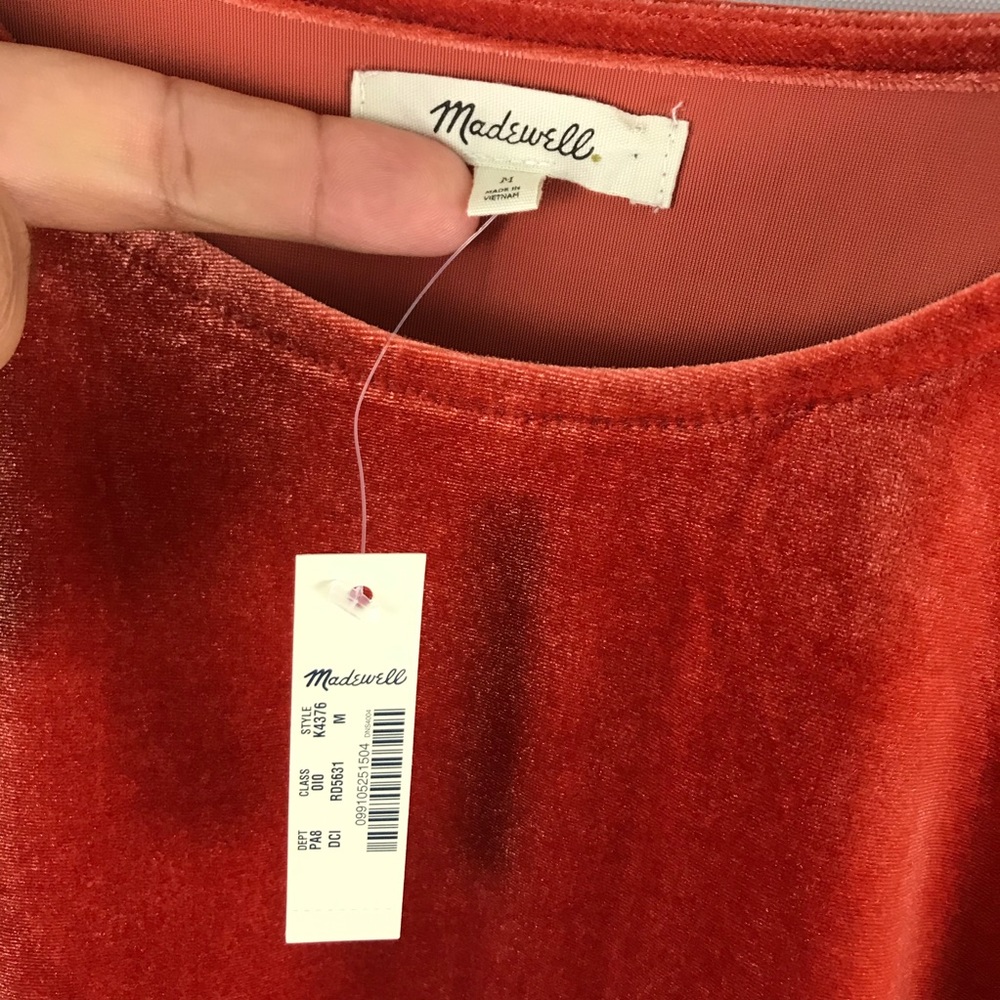 Madewell
M
MADE IN
VIETNAM
Madewell
STYLE
K4376 M
CLASS
010 RD5631
DEPT
PA8 DCI
099105251504